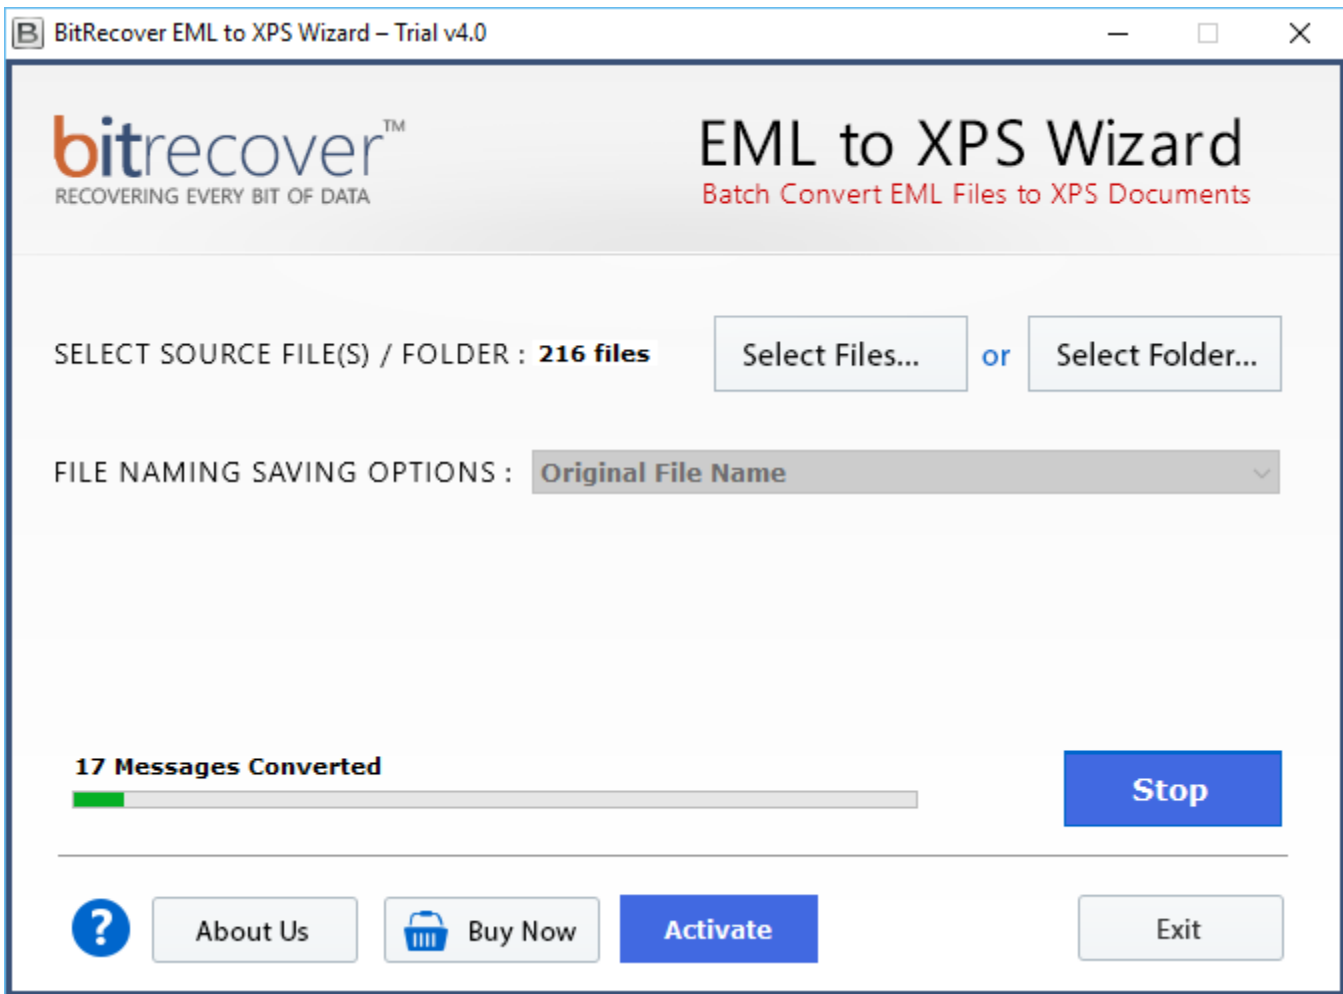 BitRecover EML to XPS Wizard – Trial v4.0
bitrecover™
RECOVERING EVERY BIT OF DATA
EML to XPS Wizard
Batch Convert EML Files to XPS Documents
SELECT SOURCE FILE(S) / FOLDER : 216 files Select Files... or Select Folder...
FILE NAMING SAVING OPTIONS : Original File Name
17 Messages Converted
Stop
? About Us Buy Now Activate Exit